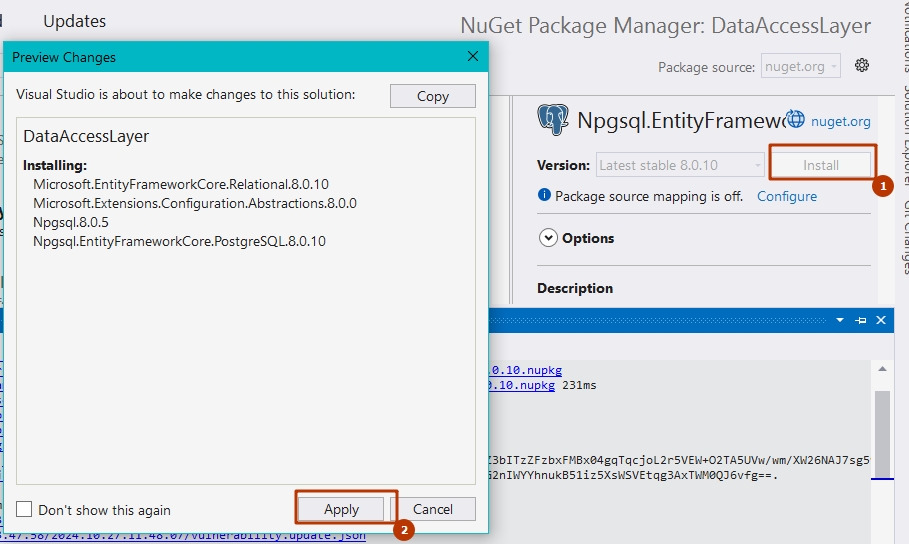 Updates
NuGet Package Manager: DataAccessLayer
Package source: nuget.org
Preview Changes
Visual Studio is about to make changes to this solution:
Copy
DataAccessLayer
Installing:
Microsoft.EntityFrameworkCore.Relational.8.0.10
Microsoft.Extensions.Configuration.Abstractions.8.0.0
Npgsql.8.0.5
Npgsql.EntityFrameworkCore.PostgreSQL.8.0.10
Don't show this again
Apply
2
Cancel
Npgsql.EntityFramewo
nuget.org
Version: Latest stable 8.0.10
Install
1
Package source mapping is off. Configure
Options
Description
0.10.nupkg
0.10.nupkg 231ms
3bITzZFzbxFMBx04gqTqcjoL2r5VEW+O2TA5UVw/wm/XW26NAJ7sg5
2nIWYYhnukB51iz5XsWSVEtqg3AxTWM0QJ6vfg==.
3.47.58/2024.10.27.11.48.07/vulnerability.update.json
Notifications
Solution Explorer
Git Changes